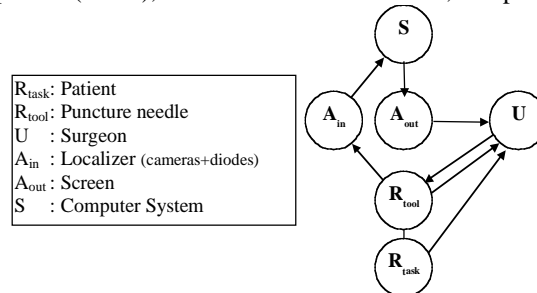 S
R_task: Patient
R_tool: Puncture needle
U : Surgeon
A_in : Localizer (cameras+diodes)
A_out : Screen
S : Computer System
A_in A_out U
R_tool
R_task